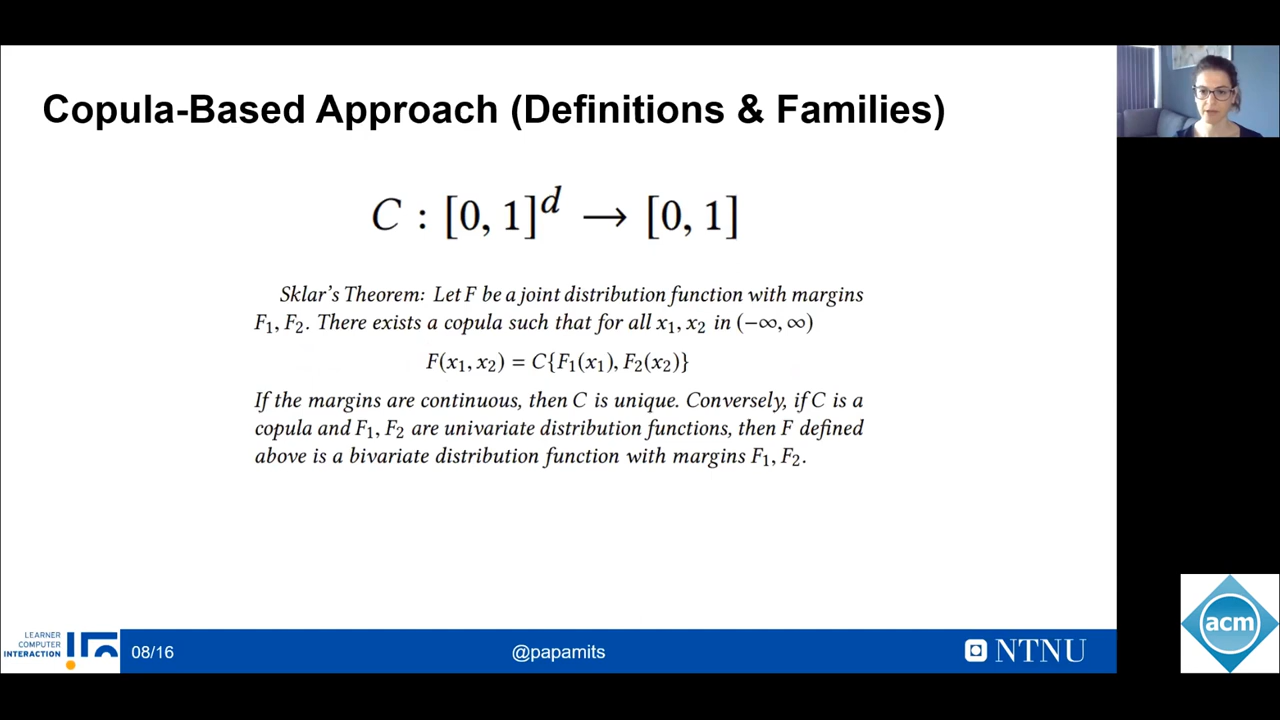 Copula-Based Approach (Definitions & Families)
C : [0, 1]^d → [0, 1]
Sklar's Theorem: Let F be a joint distribution function with margins
F₁, F₂. There exists a copula such that for all x₁, x₂ in (−∞, ∞)
F(x₁, x₂) = C{F₁(x₁), F₂(x₂)}
If the margins are continuous, then C is unique. Conversely, if C is a
copula and F₁, F₂ are univariate distribution functions, then F defined
above is a bivariate distribution function with margins F₁, F₂.
LEARNER
COMPUTER
INTERACTION
08/16
@papamits
NTNU
acm